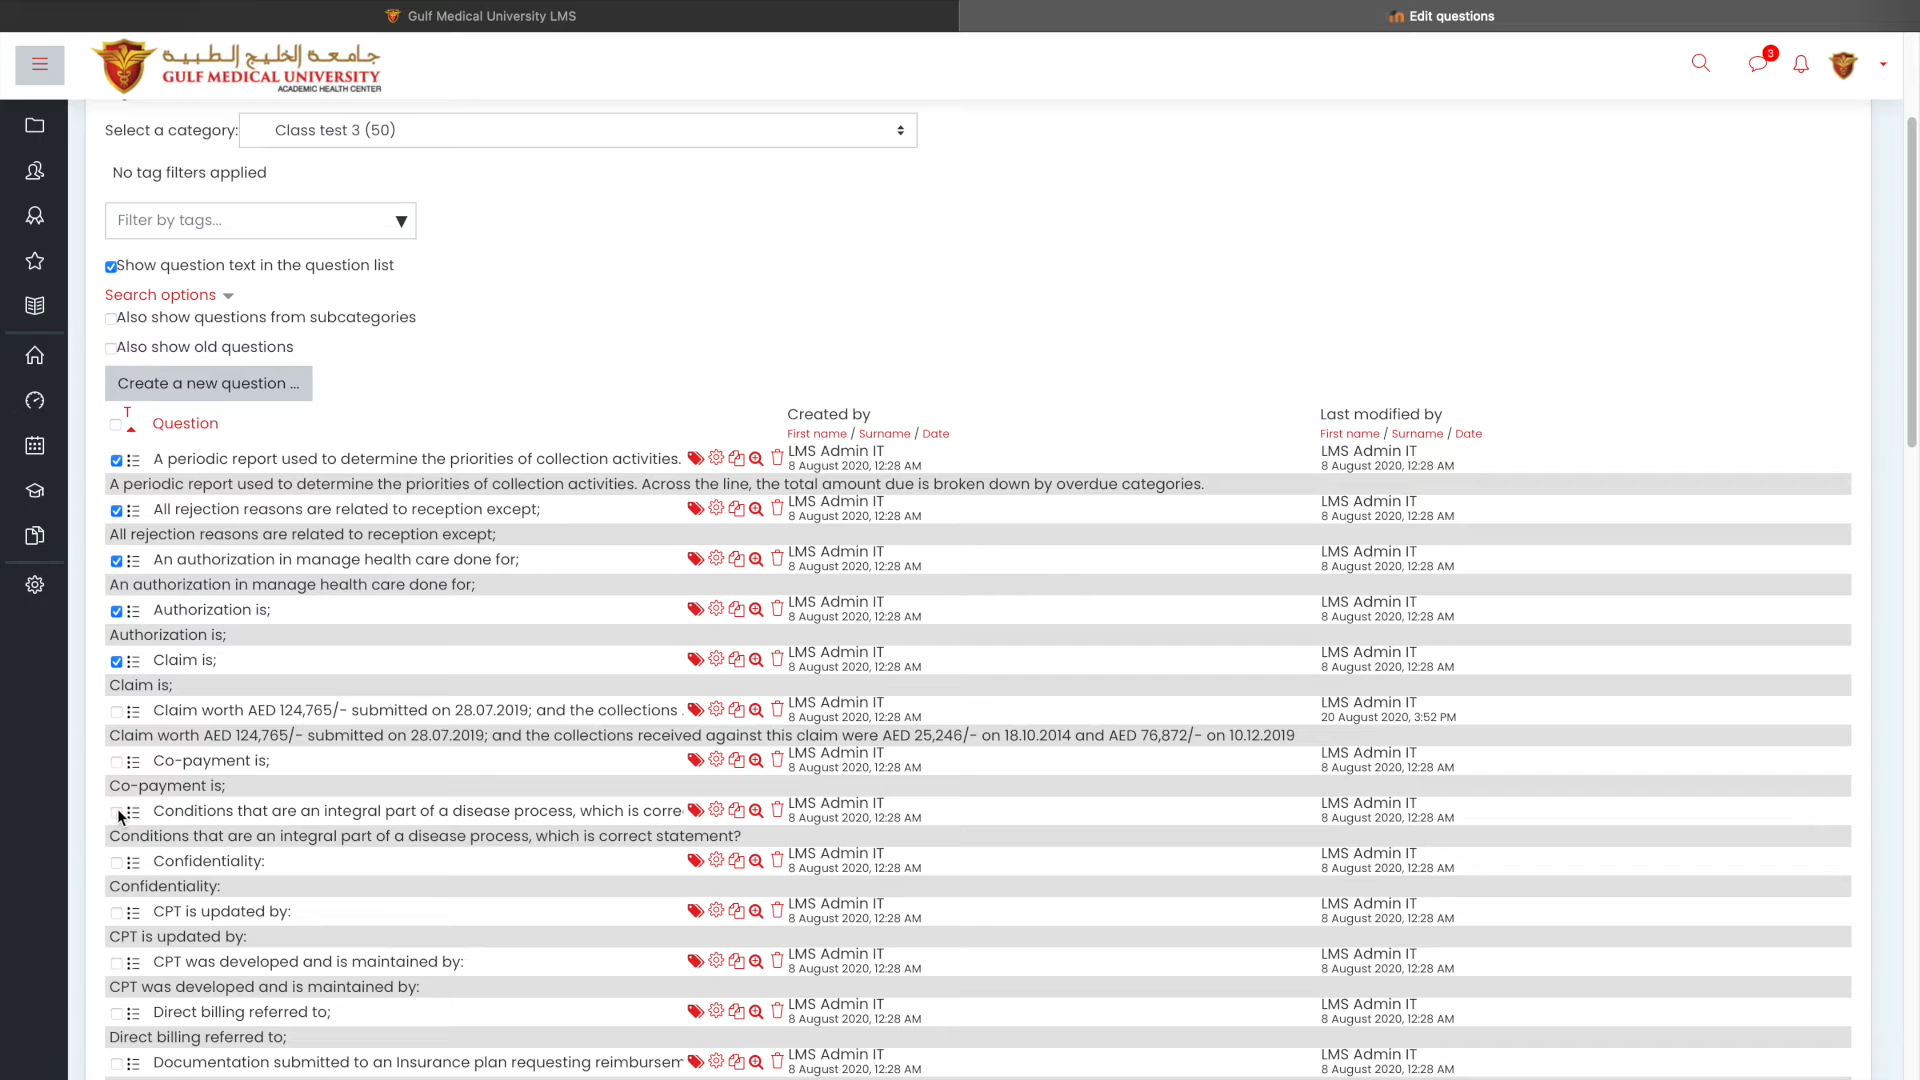 Gulf Medical University LMS
Edit questions
جامعة الخليج الطبية
GULF MEDICAL UNIVERSITY
ACADEMIC HEALTH CENTER
3
Select a category: Class test 3 (50)
No tag filters applied
Filter by tags...
Show question text in the question list
Search options
Also show questions from subcategories
Also show old questions
Create a new question ...
T Question Created by Last modified by
First name / Surname / Date First name / Surname / Date
A periodic report used to determine the priorities of collection activities. LMS Admin IT LMS Admin IT
8 August 2020, 12:28 AM 8 August 2020, 12:28 AM
A periodic report used to determine the priorities of collection activities. Across the line, the total amount due is broken down by overdue categories.
All rejection reasons are related to reception except; LMS Admin IT LMS Admin IT
8 August 2020, 12:28 AM 8 August 2020, 12:28 AM
All rejection reasons are related to reception except;
An authorization in manage health care done for; LMS Admin IT LMS Admin IT
8 August 2020, 12:28 AM 8 August 2020, 12:28 AM
An authorization in manage health care done for;
Authorization is; LMS Admin IT LMS Admin IT
8 August 2020, 12:28 AM 8 August 2020, 12:28 AM
Authorization is;
Claim is; LMS Admin IT LMS Admin IT
8 August 2020, 12:28 AM 8 August 2020, 12:28 AM
Claim is;
Claim worth AED 124,765/- submitted on 28.07.2019; and the collections . LMS Admin IT LMS Admin IT
8 August 2020, 12:28 AM 20 August 2020, 3:52 PM
Claim worth AED 124,765/- submitted on 28.07.2019; and the collections received against this claim were AED 25,246/- on 18.10.2014 and AED 76,872/- on 10.12.2019
Co-payment is; LMS Admin IT LMS Admin IT
8 August 2020, 12:28 AM 8 August 2020, 12:28 AM
Co-payment is;
Conditions that are an integral part of a disease process, which is corre LMS Admin IT LMS Admin IT
8 August 2020, 12:28 AM 8 August 2020, 12:28 AM
Conditions that are an integral part of a disease process, which is correct statement?
Confidentiality: LMS Admin IT LMS Admin IT
8 August 2020, 12:28 AM 8 August 2020, 12:28 AM
Confidentiality:
CPT is updated by: LMS Admin IT LMS Admin IT
8 August 2020, 12:28 AM 8 August 2020, 12:28 AM
CPT is updated by:
CPT was developed and is maintained by: LMS Admin IT LMS Admin IT
8 August 2020, 12:28 AM 8 August 2020, 12:28 AM
CPT was developed and is maintained by:
Direct billing referred to; LMS Admin IT LMS Admin IT
8 August 2020, 12:28 AM 8 August 2020, 12:28 AM
Direct billing referred to;
Documentation submitted to an Insurance plan requesting reimbursem LMS Admin IT LMS Admin IT
8 August 2020, 12:28 AM 8 August 2020, 12:28 AM